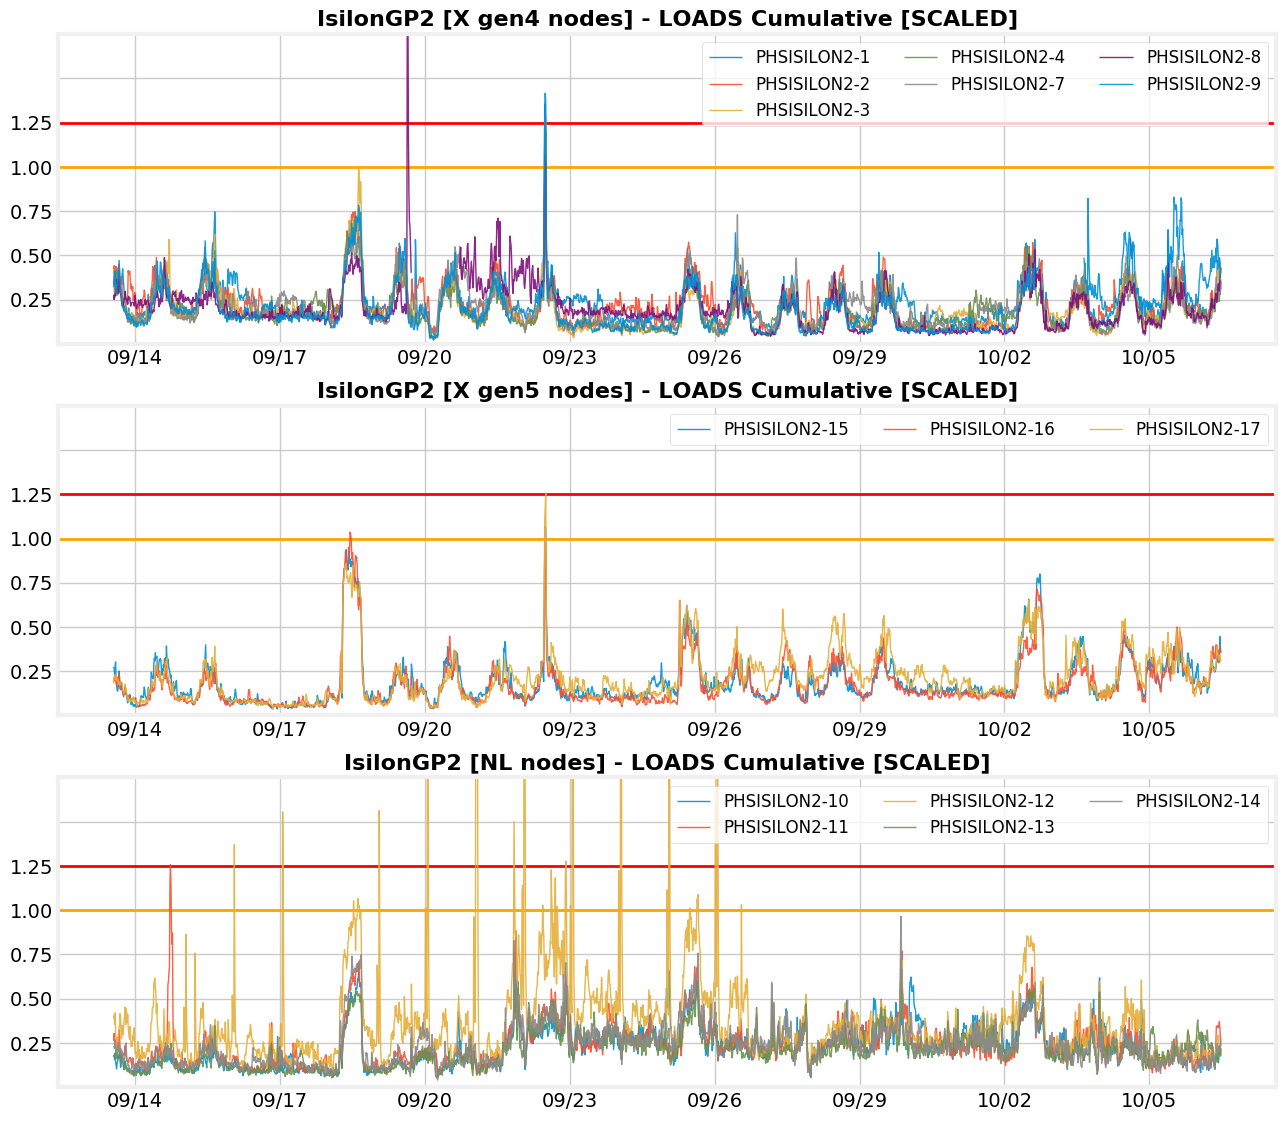 IsilonGP2 [X gen4 nodes] - LOADS Cumulative [SCALED]
PHSISILON2-1 PHSISILON2-4 PHSISILON2-8
PHSISILON2-2 PHSISILON2-7 PHSISILON2-9
PHSISILON2-3
1.25
1.00
0.75
0.50
0.25
09/14 09/17 09/20 09/23 09/26 09/29 10/02 10/05
IsilonGP2 [X gen5 nodes] - LOADS Cumulative [SCALED]
PHSISILON2-15 PHSISILON2-16 PHSISILON2-17
1.25
1.00
0.75
0.50
0.25
09/14 09/17 09/20 09/23 09/26 09/29 10/02 10/05
IsilonGP2 [NL nodes] - LOADS Cumulative [SCALED]
PHSISILON2-10 PHSISILON2-12 PHSISILON2-14
PHSISILON2-11 PHSISILON2-13
1.25
1.00
0.75
0.50
0.25
09/14 09/17 09/20 09/23 09/26 09/29 10/02 10/05